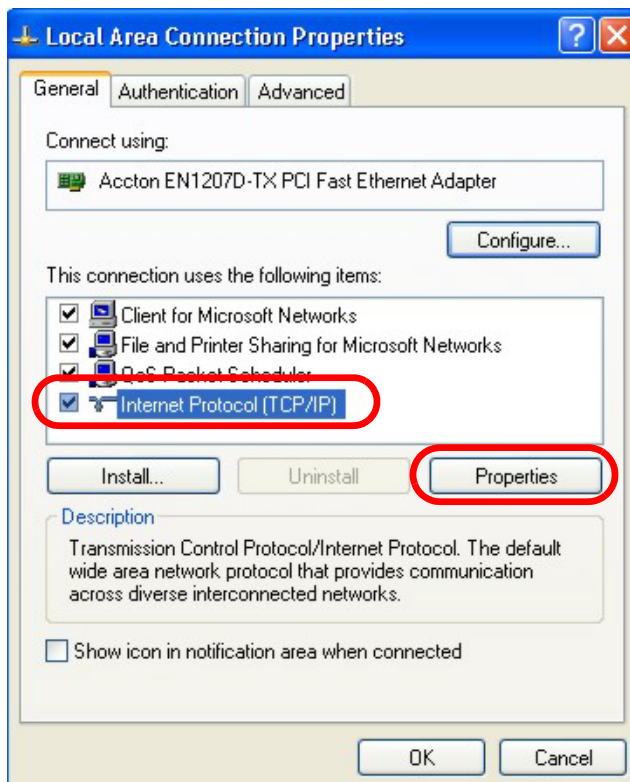 Local Area Connection Properties
?
General
Authentication
Advanced
Connect using:
Accton EN1207D-TX PCI Fast Ethernet Adapter
Configure...
This connection uses the following items:
Client for Microsoft Networks
File and Printer Sharing for Microsoft Networks
QoS Packet Scheduler
Internet Protocol (TCP/IP)
Install...
Uninstall
Properties
Description
Transmission Control Protocol/Internet Protocol. The default
wide area network protocol that provides communication
across diverse interconnected networks.
Show icon in notification area when connected
OK
Cancel